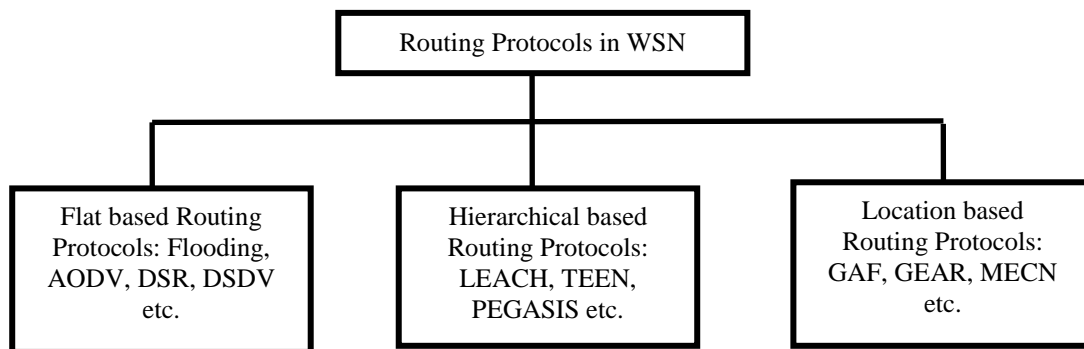 Routing Protocols in WSN
Flat based Routing
Protocols: Flooding,
AODV, DSR, DSDV
etc.
Hierarchical based
Routing Protocols:
LEACH, TEEN,
PEGASIS etc.
Location based
Routing Protocols:
GAF, GEAR, MECN
etc.